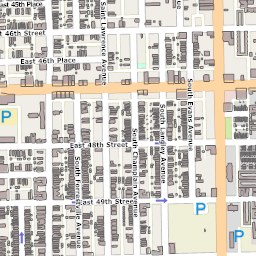 East 45th Place
East 46th Street
South Saint Lawrence Avenue
East 46th Place
South Evans Avenue
South Langley Avenue
South Champlain Avenue
East 48th Street
South Forrestville Avenue
East 49th Street
P
P
P